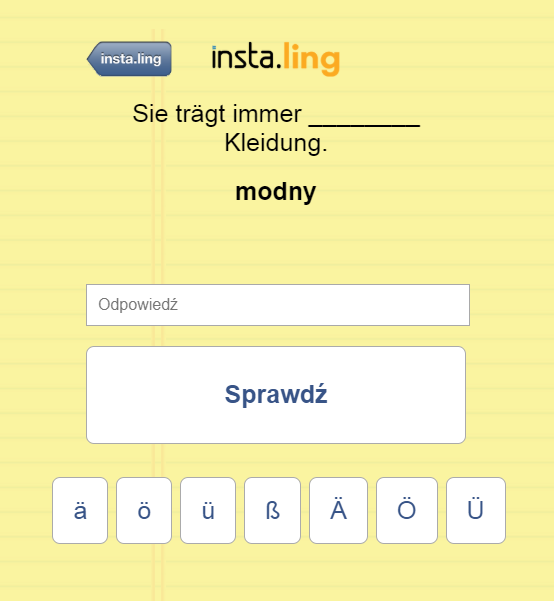 insta.ling
insta.ling
Sie trägt immer ________
Kleidung.
modny
Odpowiedź
Sprawdź
ä ö ü ß Ä Ö Ü